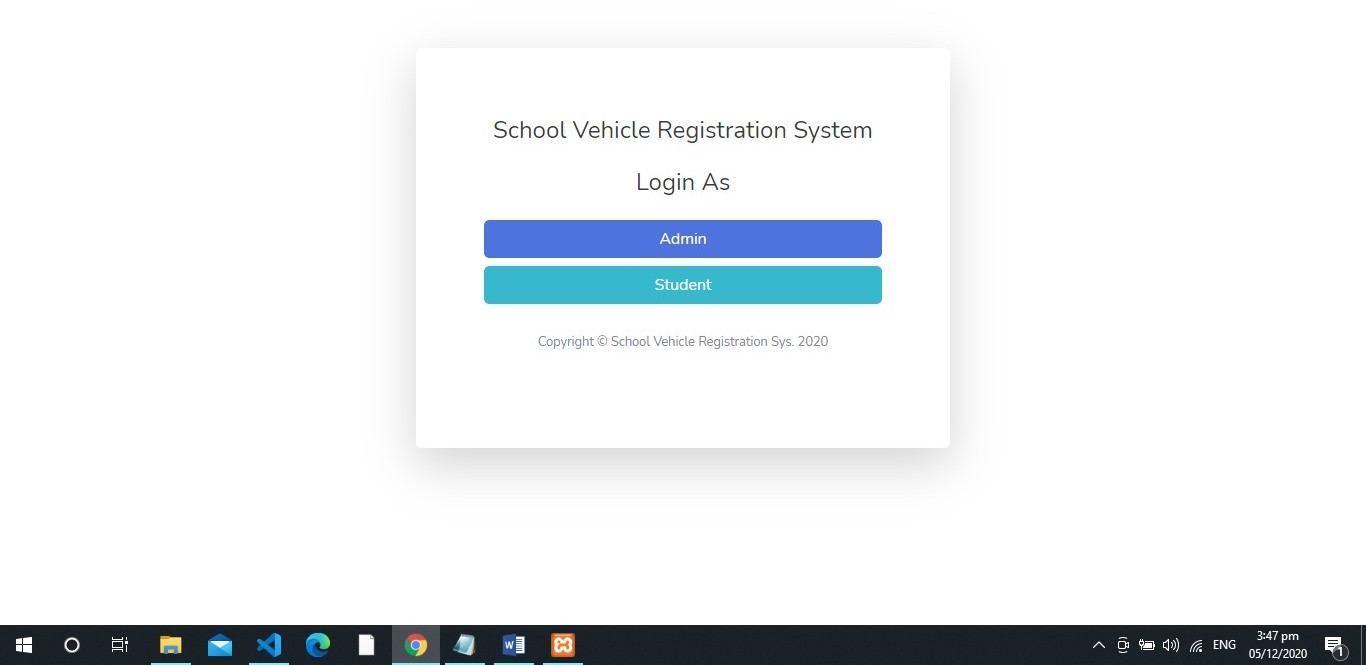 School Vehicle Registration System
Login As
Admin
Student
Copyright © School Vehicle Registration Sys. 2020
ENG
3:47 pm
05/12/2020
1